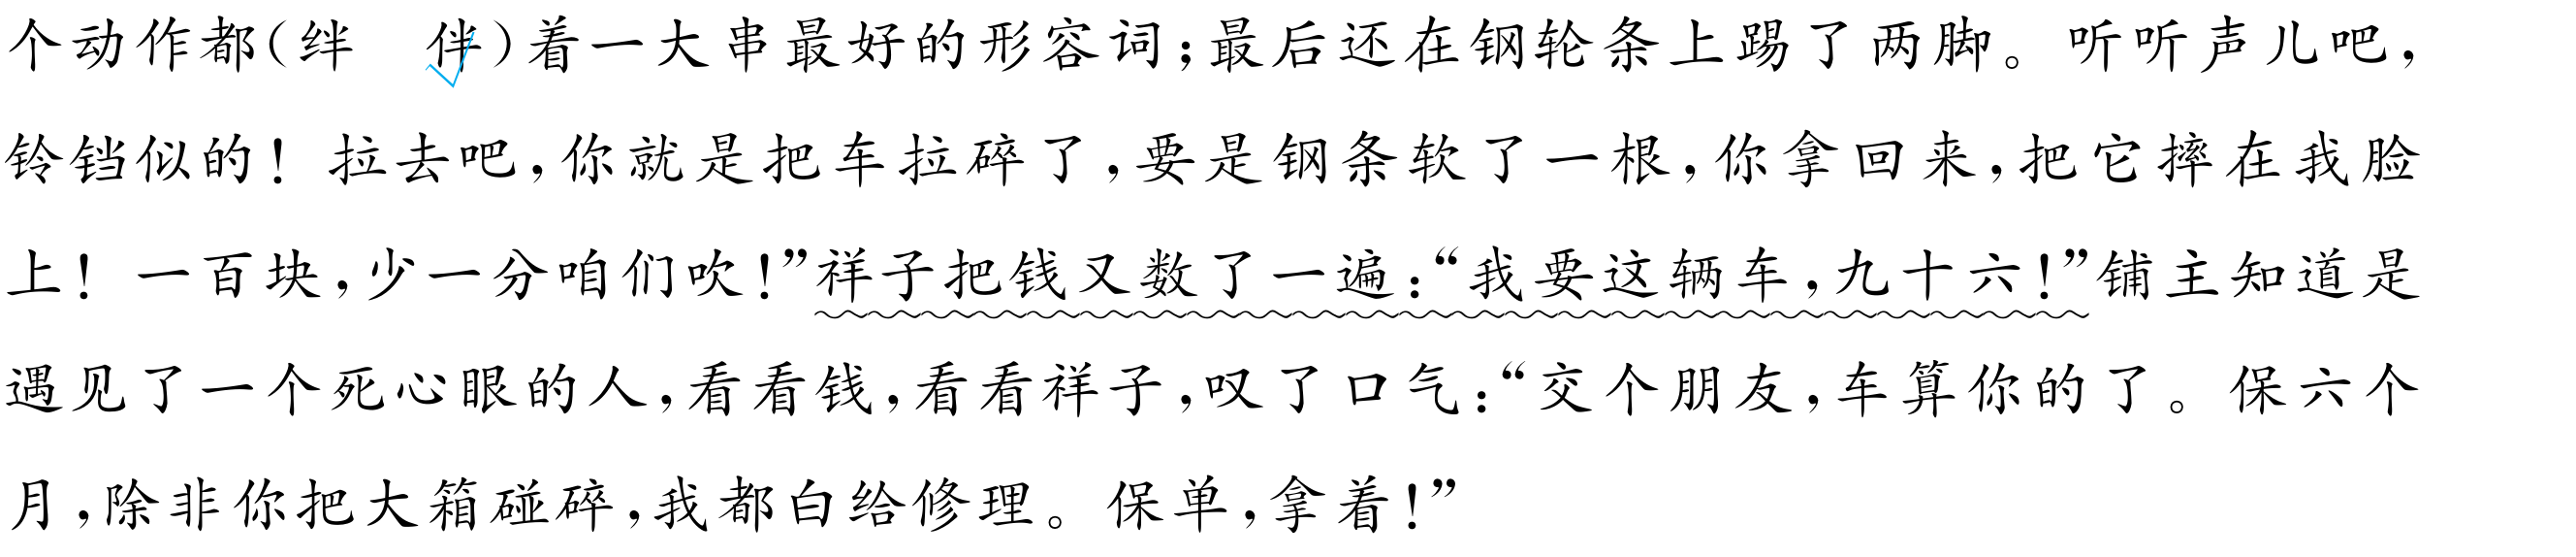 个动作都(绊 伴)着一大串最好的形容词;最后还在钢轮条上踢了两脚。听听声儿吧,
铃铛似的!拉去吧,你就是把车拉碎了,要是钢条软了一根,你拿回来,把它摔在我脸
上!一百块,少一分咱们吹!”祥子把钱又数了一遍:“我要这辆车,九十六!”铺主知道是
遇见了一个死心眼的人,看看钱,看看祥子,叹了口气:“交个朋友,车算你的了。保六个
月,除非你把大箱碰碎,我都白给修理。保单,拿着!”